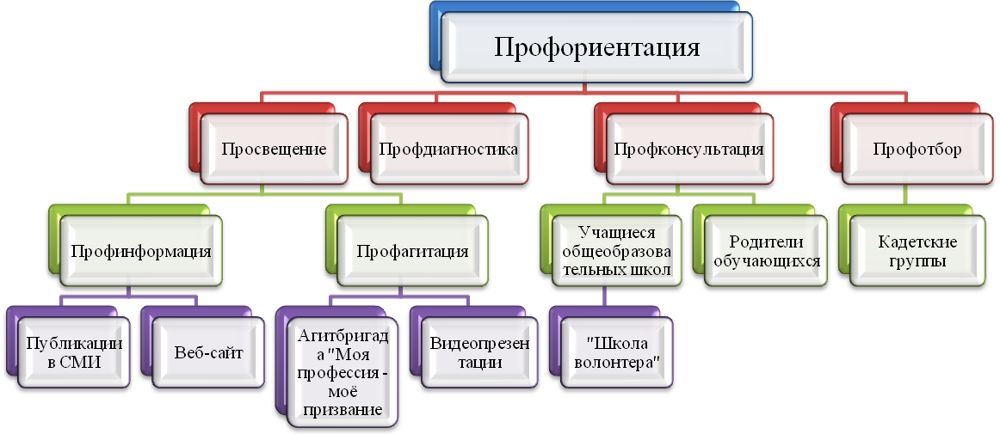 Профориентация
Просвещение
Профдиагностика
Профконсультация
Профотбор
Профинформация
Профагитация
Учащиеся
общеобразова
тельных школ
Родители
обучающихся
Кадетские
группы
Публикации
в СМИ
Веб-сайт
Агитбригад
а "Моя
профессия -
моё
призвание
Видеопрезен
тации
"Школа
волонтера"